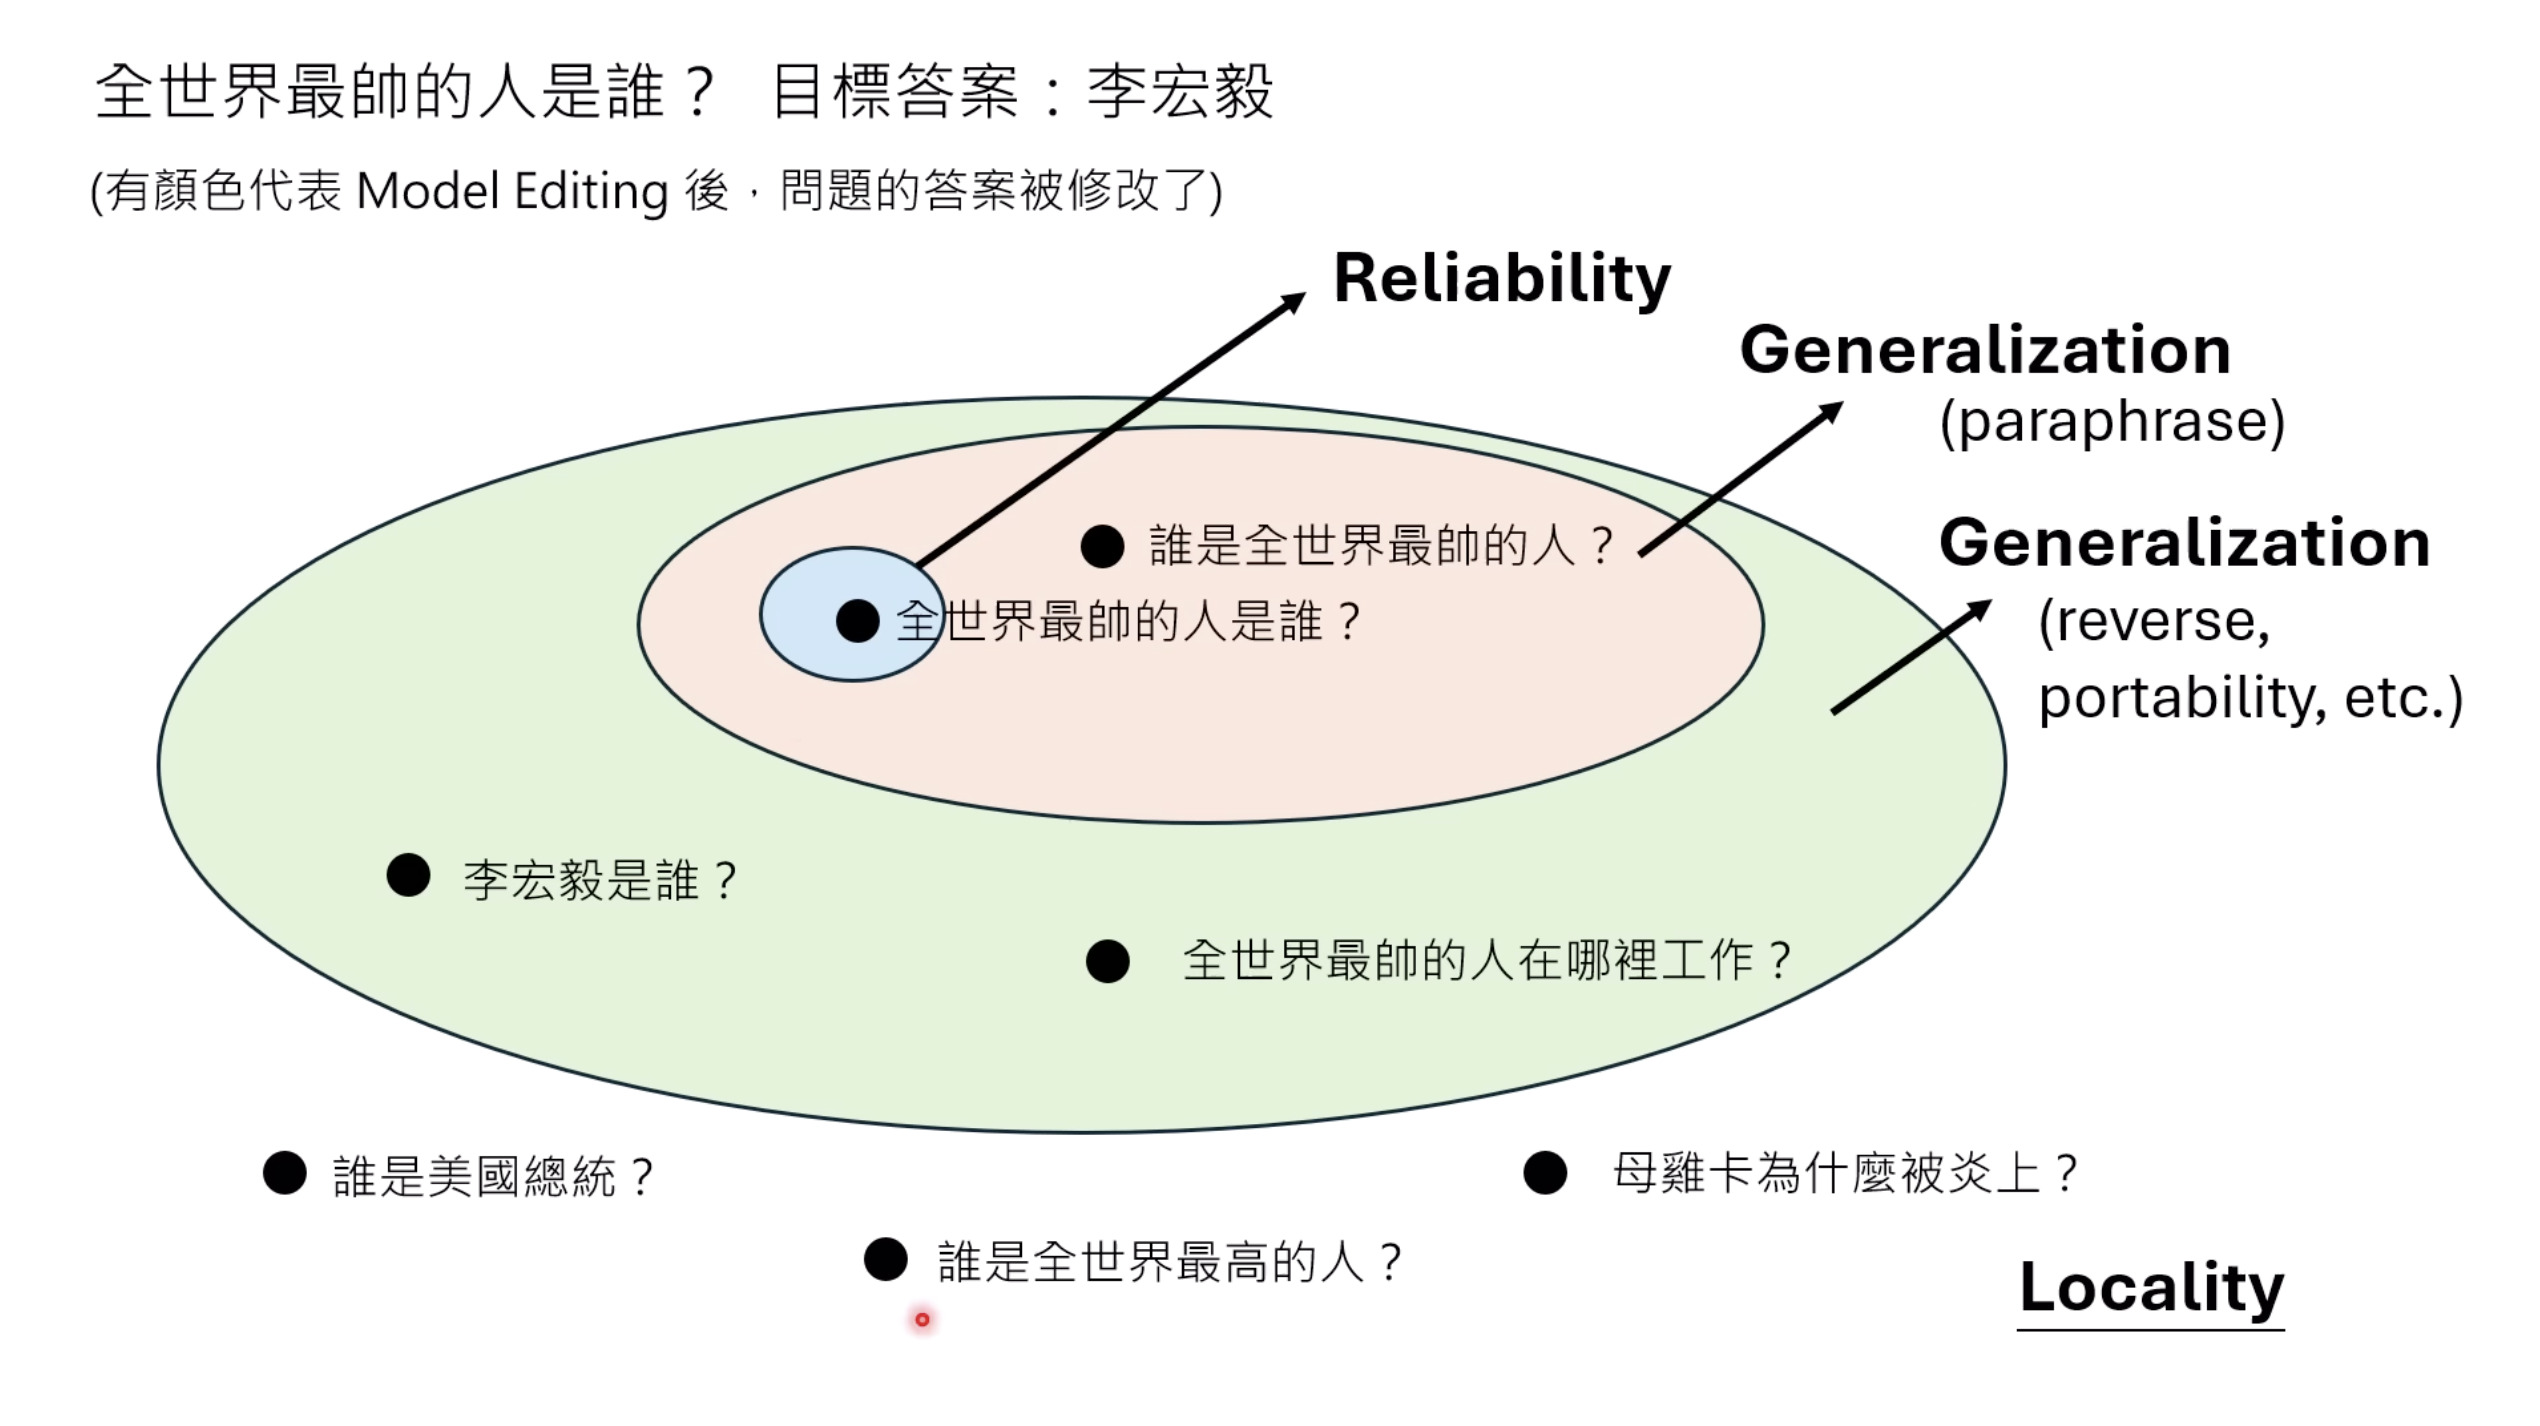 全世界最帥的人是誰？ 目標答案：李宏毅
(有顏色代表 Model Editing 後，問題的答案被修改了)
Reliability
Generalization
(paraphrase)
Generalization
(reverse,
portability, etc.)
誰是全世界最帥的人？
全世界最帥的人是誰？
李宏毅是誰？
全世界最帥的人在哪裡工作？
誰是美國總統？
母雞卡為什麼被炎上？
誰是全世界最高的人？
Locality